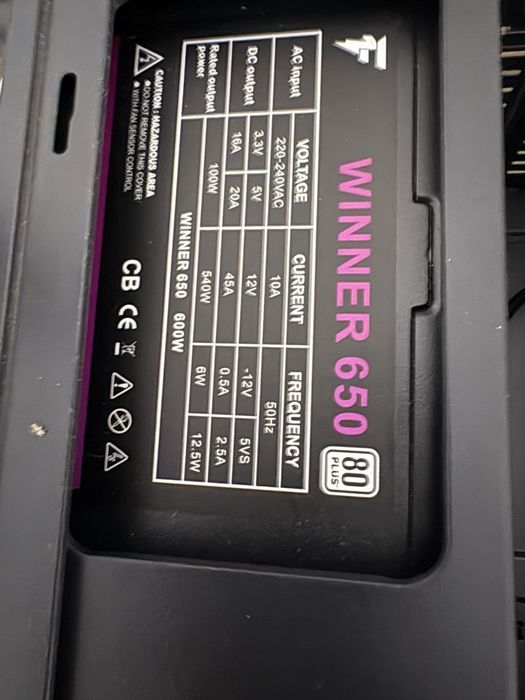 WINNER 650
80
PLUS
VOLTAGE CURRENT FREQUENCY
AC input 220-240VAC 10A 50Hz
DC output 3.3V 5V 12V -12V 5VS
16A 20A 45A 0.5A 2.5A
Rated output power 100W 540W 6W 12.5W
WINNER 650 600W
CAUTION : HAZARDOUS AREA
DO NOT REMOVE THIS COVER
WITH FAN SENSOR CONTROL
CB CE